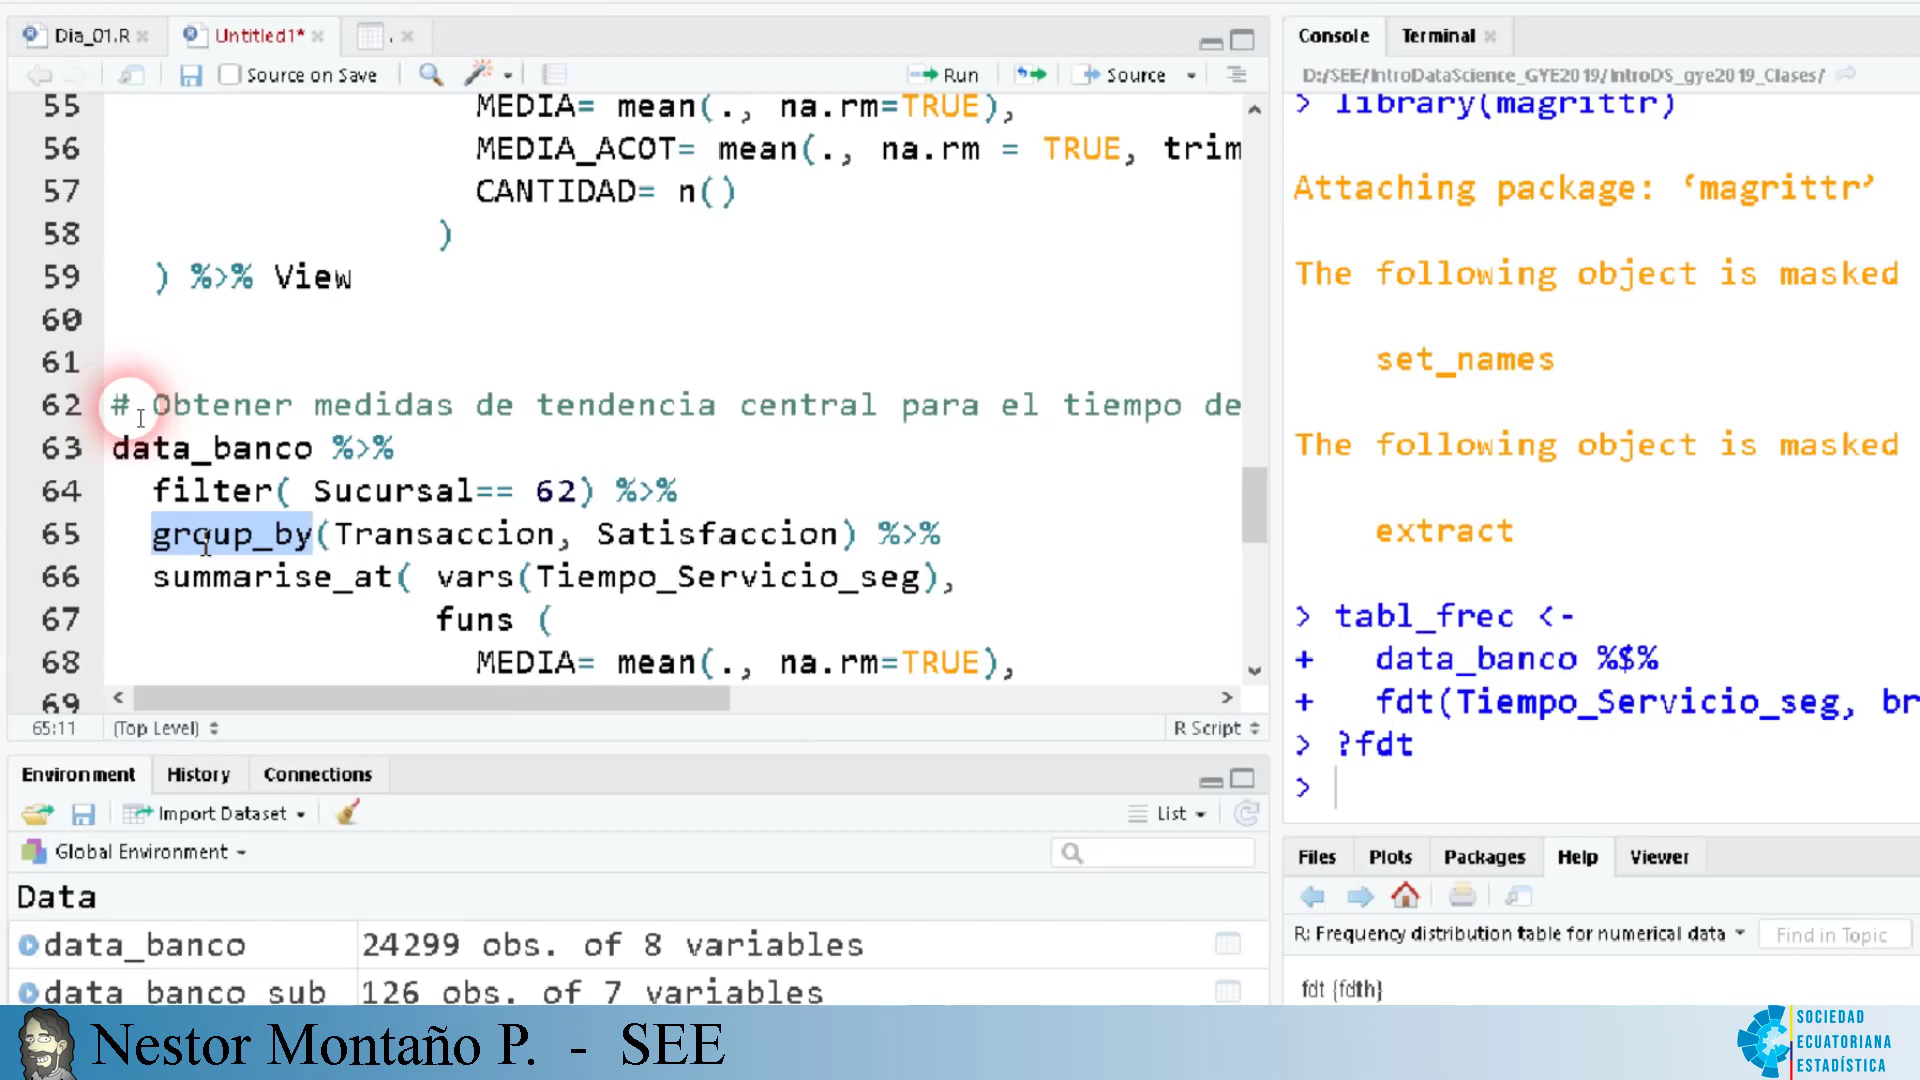 Dia_01.R
Untitled1*
.
Source on Save
Run
Source
55 MEDIA= mean(., na.rm=TRUE),
56 MEDIA_ACOT= mean(., na.rm = TRUE, trim
57 CANTIDAD= n()
58 )
59 ) %>% View
60
61
62 # Obtener medidas de tendencia central para el tiempo de
63 data_banco %>%
64 filter( Sucursal== 62) %>%
65 group_by(Transaccion, Satisfaccion) %>%
66 summarise_at( vars(Tiempo_Servicio_seg),
67 funs (
68 MEDIA= mean(., na.rm=TRUE),
69
65:11 (Top Level) R Script
Environment History Connections
Import Dataset List
Global Environment
Data
data_banco 24299 obs. of 8 variables
data_banco_sub 126 obs. of 7 variables
Console Terminal
D:/SEE/IntroDataScience_GYE2019/IntroDS_gye2019_Clases/
> library(magrittr)
Attaching package: ‘magrittr’
The following object is masked
set_names
The following object is masked
extract
> tabl_frec <-
+ data_banco %$%
+ fdt(Tiempo_Servicio_seg, br
> ?fdt
>
Files Plots Packages Help Viewer
R: Frequency distribution table for numerical data Find in Topic
fdt {fdth}
Nestor Montaño P. - SEE
SOCIEDAD
ECUATORIANA
ESTADÍSTICA